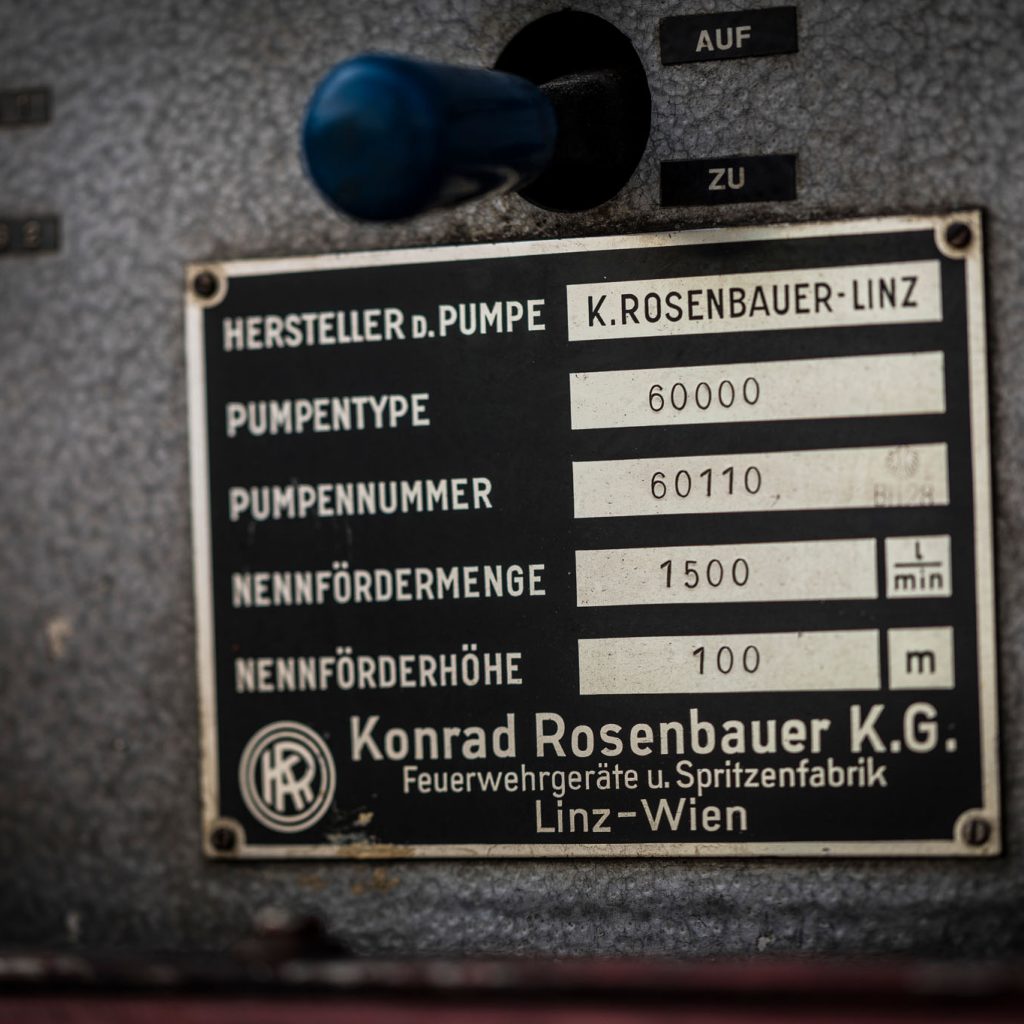 AUF
ZU
HERSTELLER D. PUMPE K.ROSENBAUER-LINZ
PUMPENTYPE 60000
PUMPENNUMMER 60110
NENNFÖRDERMENGE 1500 l/min
NENNFÖRDERHÖHE 100 m
KR
Konrad Rosenbauer K.G.
Feuerwehrgeräte u. Spritzenfabrik
Linz-Wien